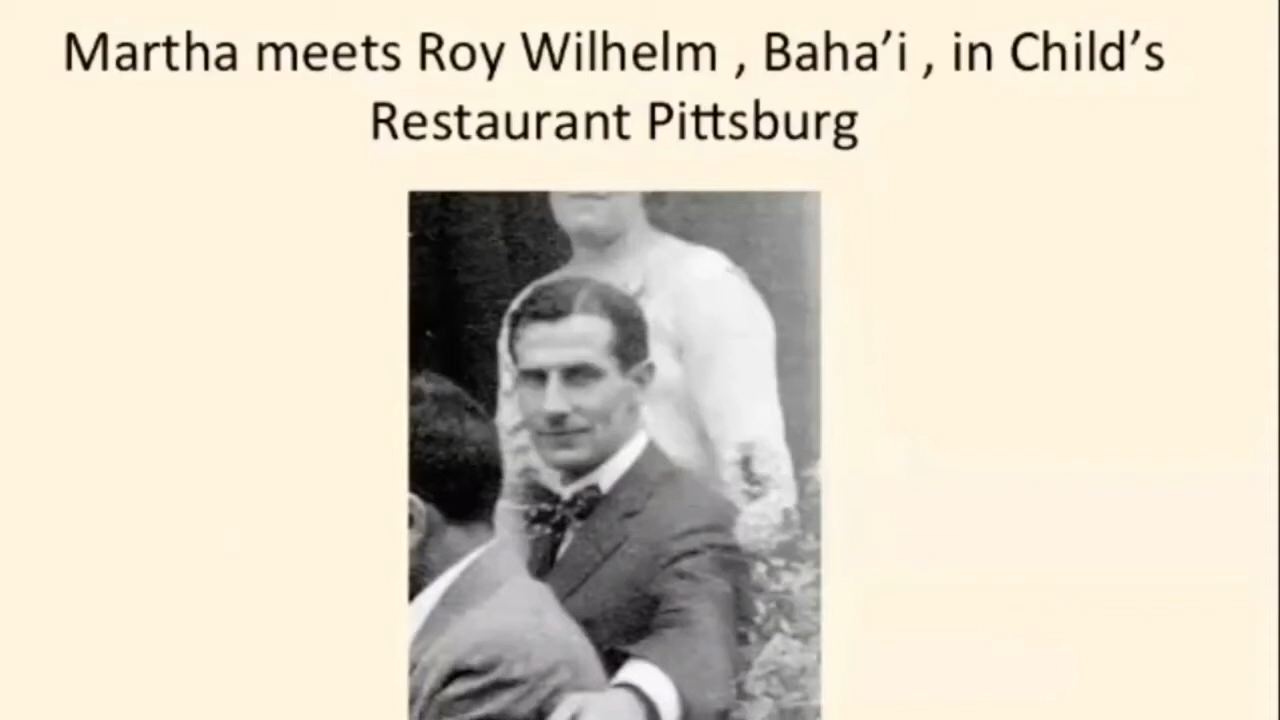 Martha meets Roy Wilhelm , Baha’i , in Child’s
Restaurant Pittsburg